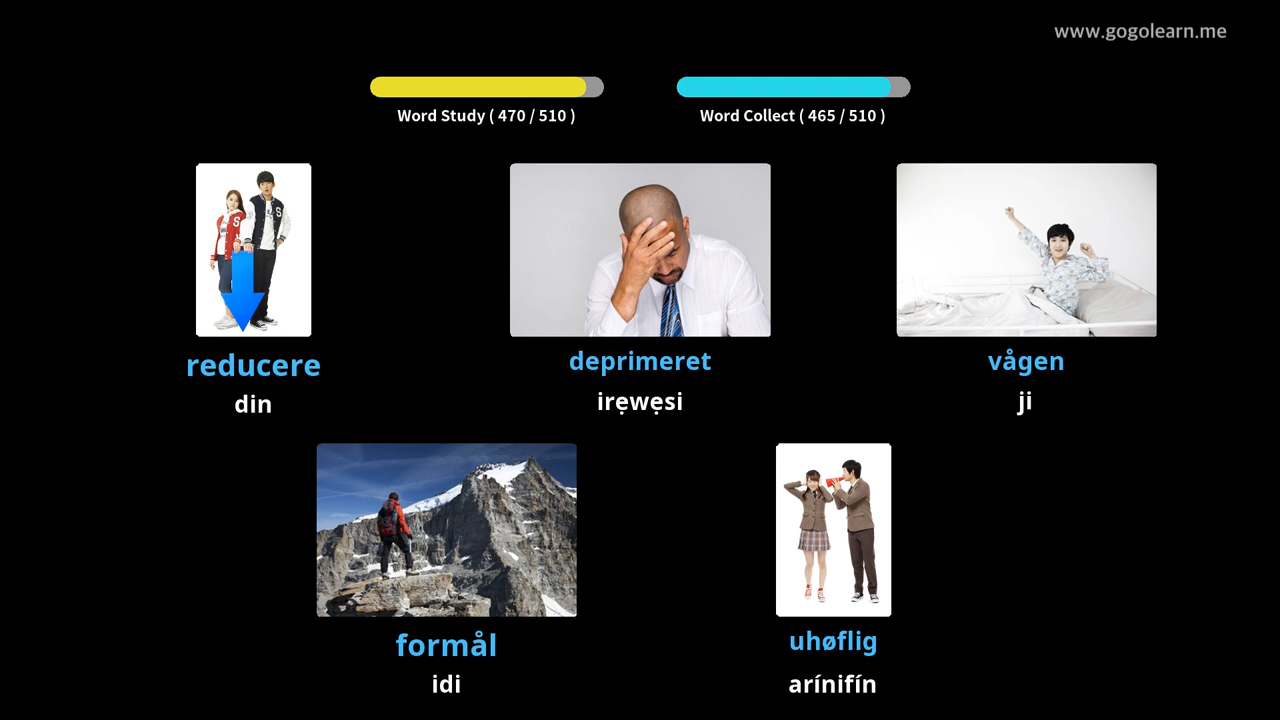 www.gogolearn.me
Word Study ( 470 / 510 )
Word Collect ( 465 / 510 )
reducere
din
deprimeret
irẹwẹsi
vågen
ji
formål
idi
uhøflig
arínifín